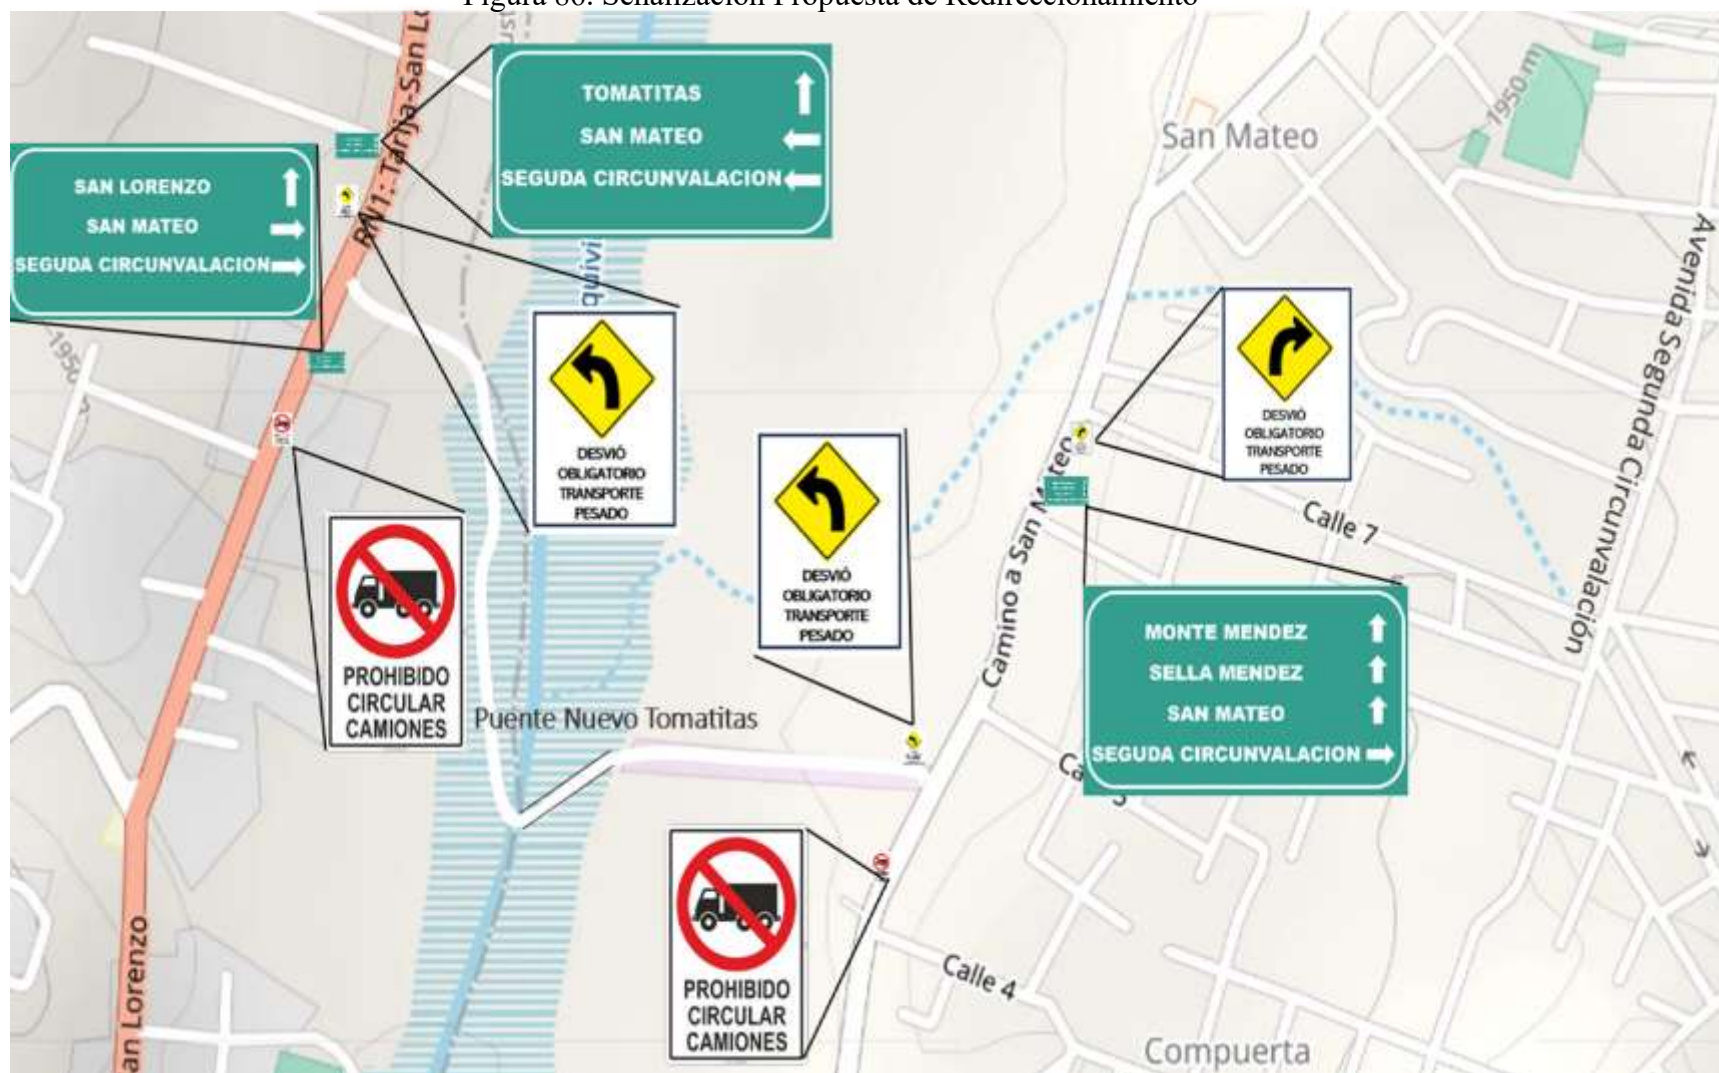 Figura 86. Señalización Propuesta de Redireccionamiento
TOMATITAS
SAN MATEO
SEGUDA CIRCUNVALACION
SAN LORENZO
SAN MATEO
SEGUDA CIRCUNVALACION
RN1: Tarija-San Lo
quivi
1950 m
San Mateo
Avenida Segunda Circunvalación
DESVIÓ
OBLIGATORIO
TRANSPORTE
PESADO
DESVIÓ
OBLIGATORIO
TRANSPORTE
PESADO
DESVIÓ
OBLIGATORIO
TRANSPORTE
PESADO
Calle 7
Camino a San Mateo
PROHIBIDO
CIRCULAR
CAMIONES
Puente Nuevo Tomatitas
MONTE MENDEZ
SELLA MENDEZ
SAN MATEO
SEGUDA CIRCUNVALACION
PROHIBIDO
CIRCULAR
CAMIONES
Calle 4
an Lorenzo
Compuerta